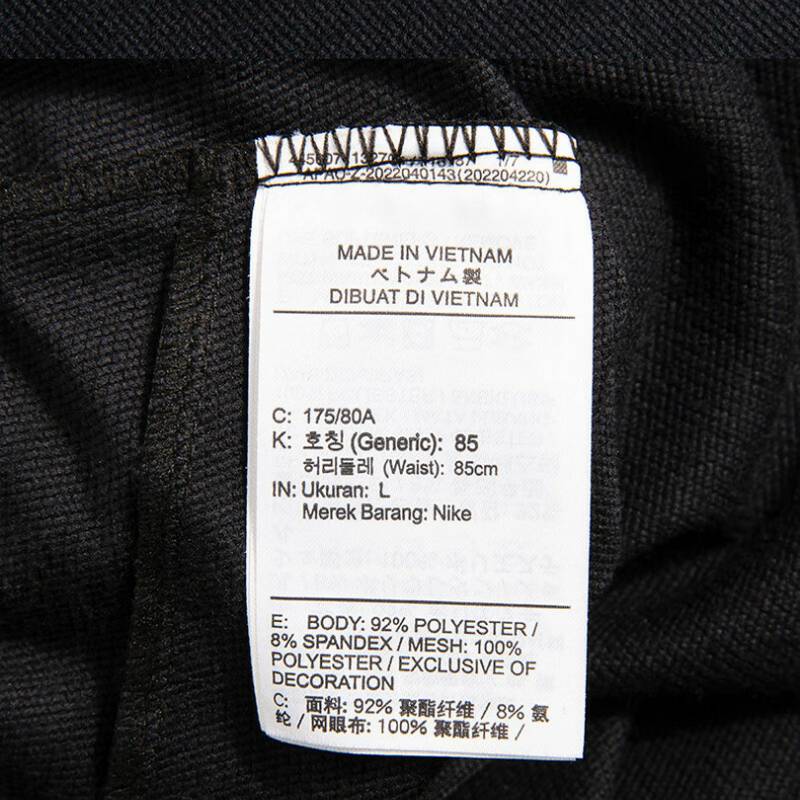 APAO-Z-2022040143(202204220)
MADE IN VIETNAM
ベトナム製
DIBUAT DI VIETNAM
C: 175/80A
K: 호칭 (Generic): 85
허리둘레 (Waist): 85cm
IN: Ukuran: L
Merek Barang: Nike
E: BODY: 92% POLYESTER /
8% SPANDEX / MESH: 100%
POLYESTER / EXCLUSIVE OF
DECORATION
C: 面料: 92% 聚酯纤维 / 8% 氨
纶 / 网眼布: 100% 聚酯纤维 /